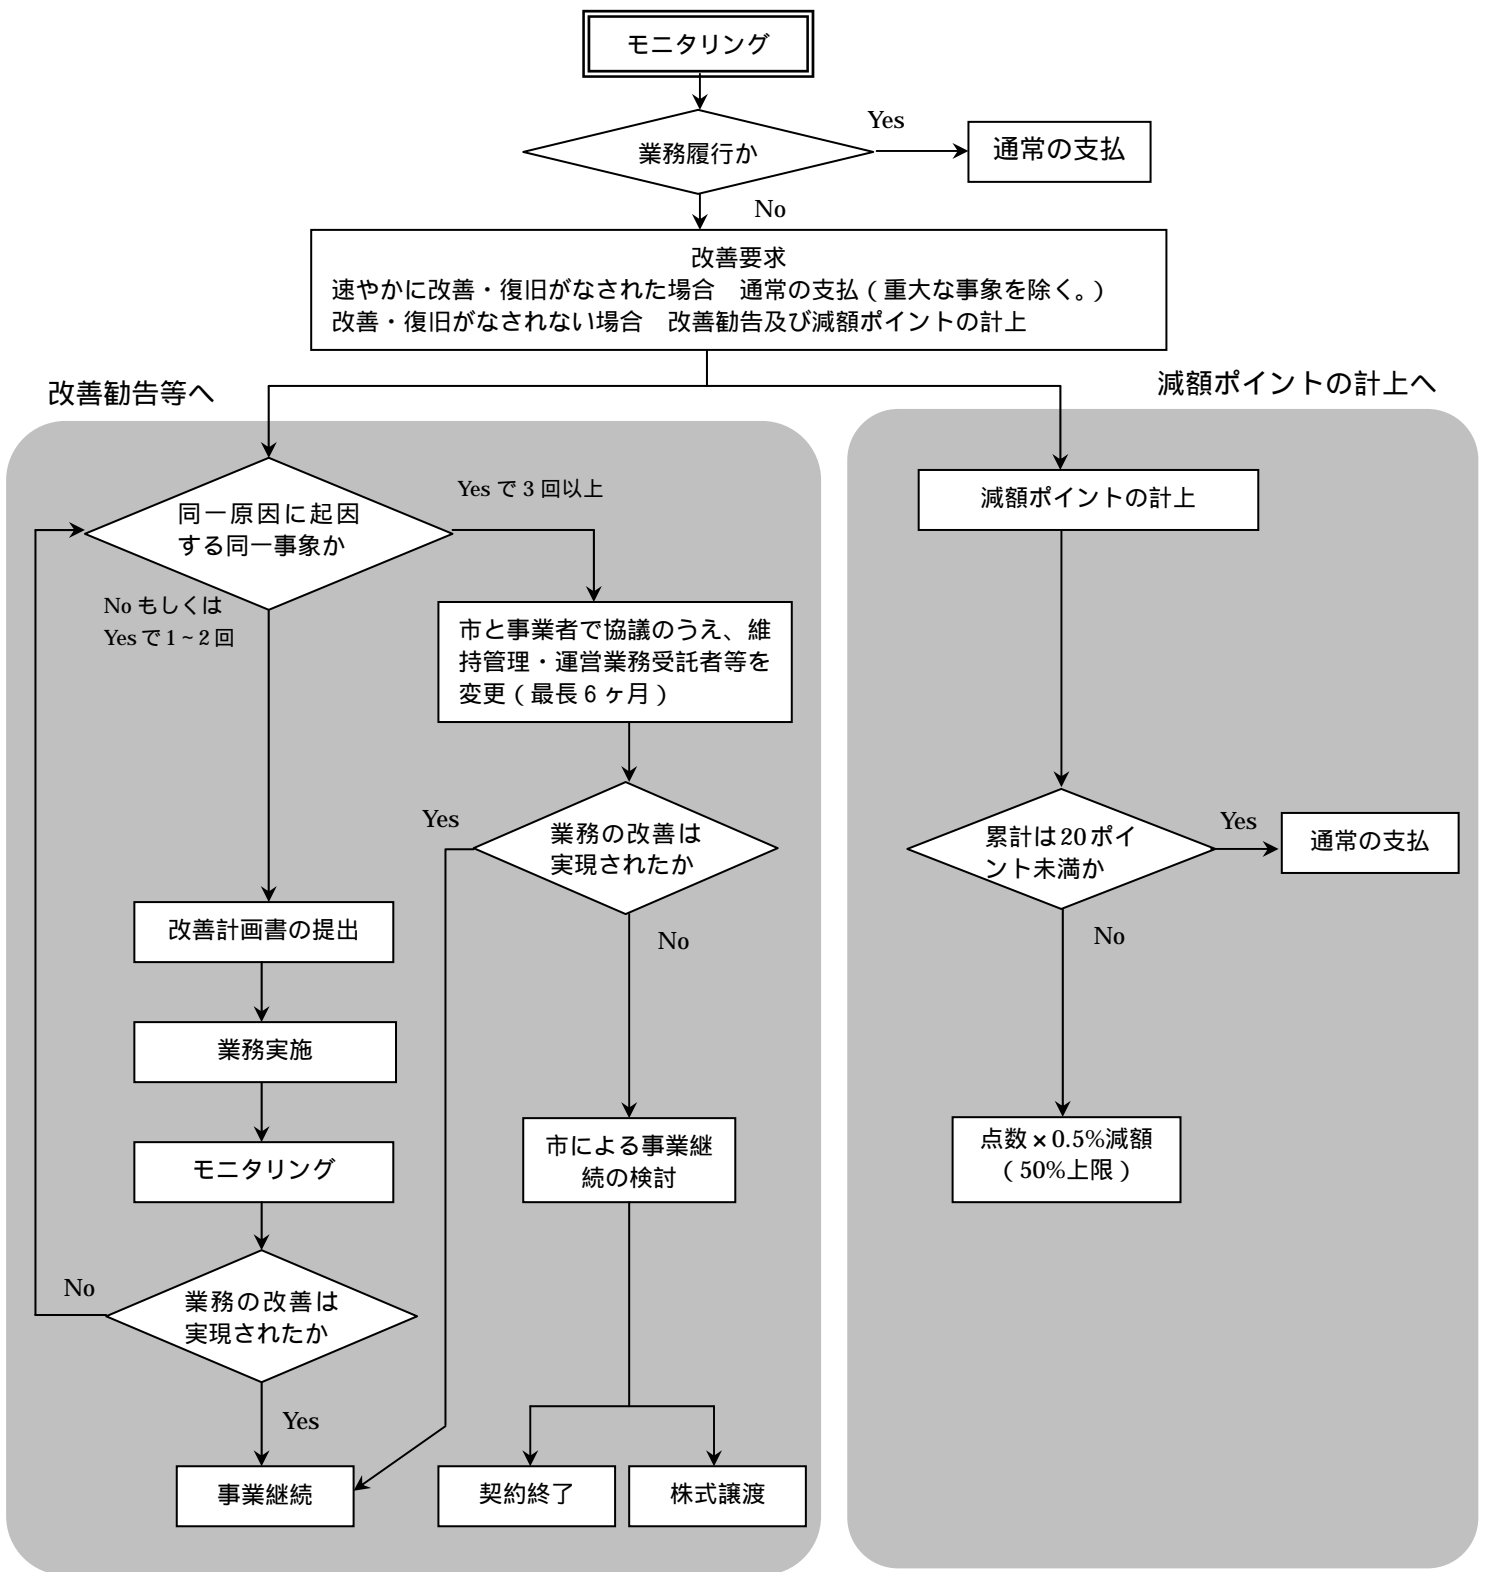 モニタリング
業務履行か
Yes
通常の支払
No
改善要求
速やかに改善・復旧がなされた場合　通常の支払（重大な事象を除く。）
改善・復旧がなされない場合　改善勧告及び減額ポイントの計上
改善勧告等へ
減額ポイントの計上へ
同一原因に起因
する同一事象か
Yes で 3 回以上
No もしくは
Yes で 1 ~ 2 回
市と事業者で協議のうえ、維
持管理・運営業務受託者等を
変更（最長 6 ヶ月）
業務の改善は
実現されたか
Yes
No
改善計画書の提出
業務実施
モニタリング
業務の改善は
実現されたか
No
Yes
事業継続
市による事業継
続の検討
契約終了
株式譲渡
減額ポイントの計上
累計は 20 ポイ
ント未満か
Yes
通常の支払
No
点数×0.5%減額
（50%上限）